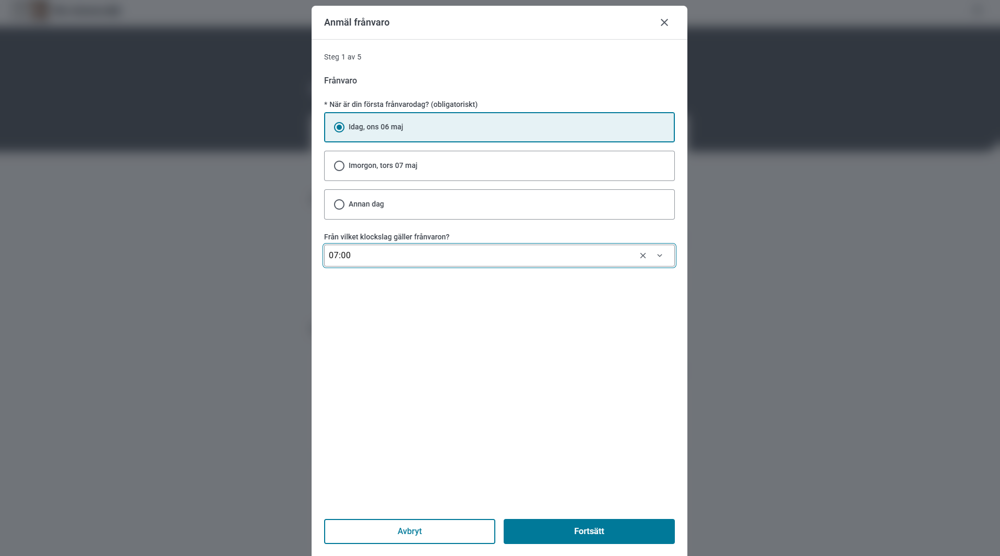 Anmäl frånvaro
Steg 1 av 5
Frånvaro
* När är din första frånvarodag? (obligatoriskt)
Idag, ons 06 maj
Imorgon, tors 07 maj
Annan dag
Från vilket klockslag gäller frånvaron?
07:00
Avbryt
Fortsätt